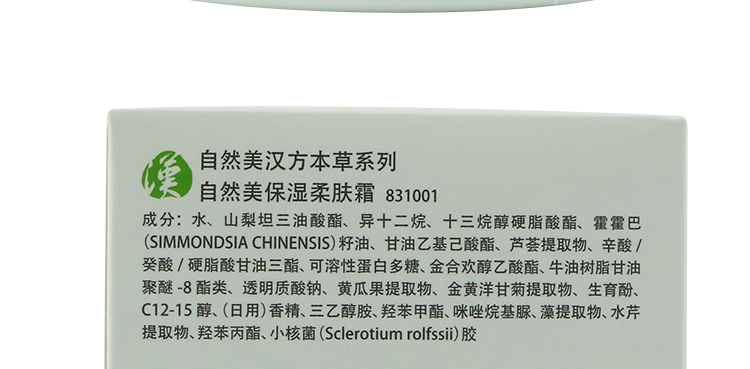 漢
自然美汉方本草系列
自然美保湿柔肤霜 831001
成分：水、山梨坦三油酸酯、异十二烷、十三烷醇硬脂酸酯、霍霍巴
（SIMMONDSIA CHINENSIS）籽油、甘油乙基己酸酯、芦荟提取物、辛酸 /
癸酸 / 硬脂酸甘油三酯、可溶性蛋白多糖、金合欢醇乙酸酯、牛油树脂甘油
聚醚 -8 酯类、透明质酸钠、黄瓜果提取物、金黄洋甘菊提取物、生育酚、
C12-15 醇、（日用）香精、三乙醇胺、羟苯甲酯、咪唑烷基脲、藻提取物、水芹
提取物、羟苯丙酯、小核菌（Sclerotium rolfssii）胶